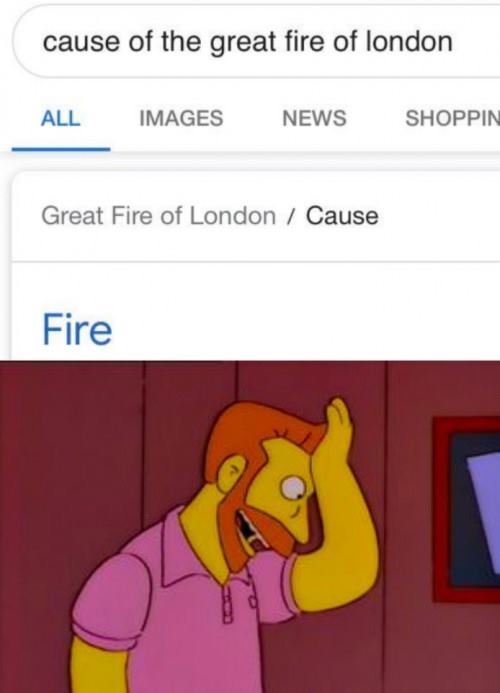 cause of the great fire of london
ALL IMAGES NEWS SHOPPIN
Great Fire of London / Cause
Fire